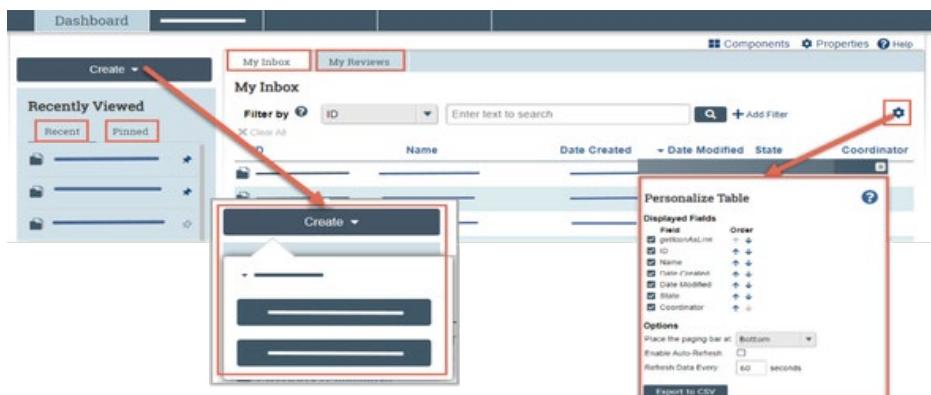 Dashboard
Components Properties Help
Create
My Inbox My Reviews
My Inbox
Recently Viewed
Recent Pinned
Filter by ID Enter text to search Add Filter
Clear All
ID Name Date Created Date Modified State Coordinator
Create
Personalize Table
Displayed Fields
Field Order
getIconAsLink
ID
Name
Date Created
Date Modified
State
Coordinator
Options
Place the paging bar at: Bottom
Enable Auto-Refresh:
Refresh Data Every: 60 seconds
Export to CSV